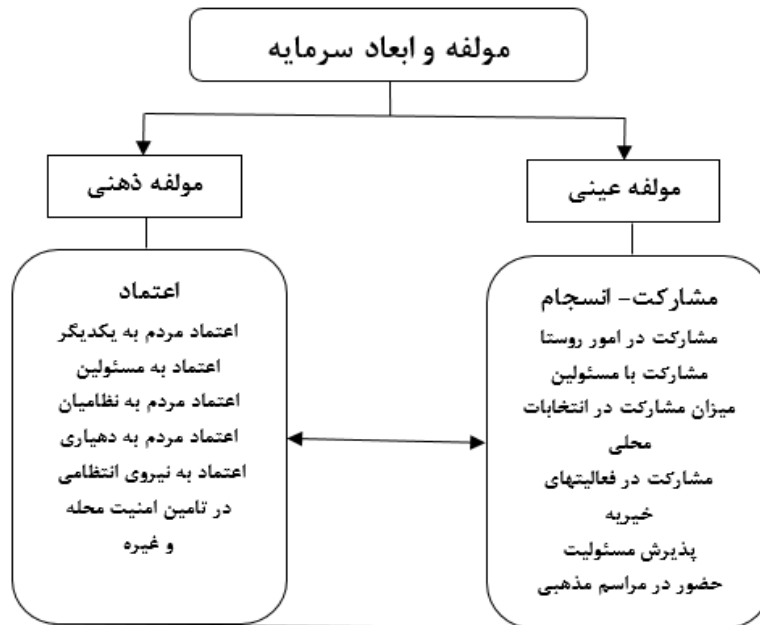 مولفه و ابعاد سرمایه
مولفه عینی
مولفه ذهنی
مشارکت- انسجام
مشارکت در امور روستا
مشارکت با مسئولین
میزان مشارکت در انتخابات
محلی
مشارکت در فعالیتهای
خیریه
پذیرش مسئولیت
حضور در مراسم مذهبی
اعتماد
اعتماد مردم به یکدیگر
اعتماد به مسئولین
اعتماد مردم به نظامیان
اعتماد مردم به دهیاری
اعتماد به نیروی انتظامی
در تامین امنیت محله
و غیره